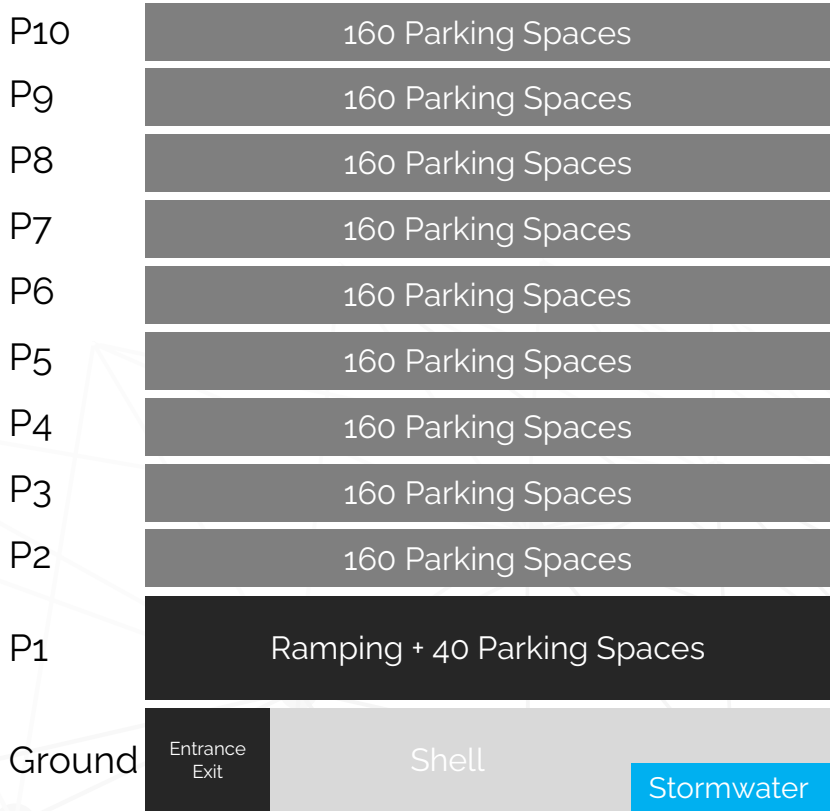 P10 160 Parking Spaces
P9 160 Parking Spaces
P8 160 Parking Spaces
P7 160 Parking Spaces
P6 160 Parking Spaces
P5 160 Parking Spaces
P4 160 Parking Spaces
P3 160 Parking Spaces
P2 160 Parking Spaces
P1 Ramping + 40 Parking Spaces
Ground
Entrance
Exit
Shell
Stormwater